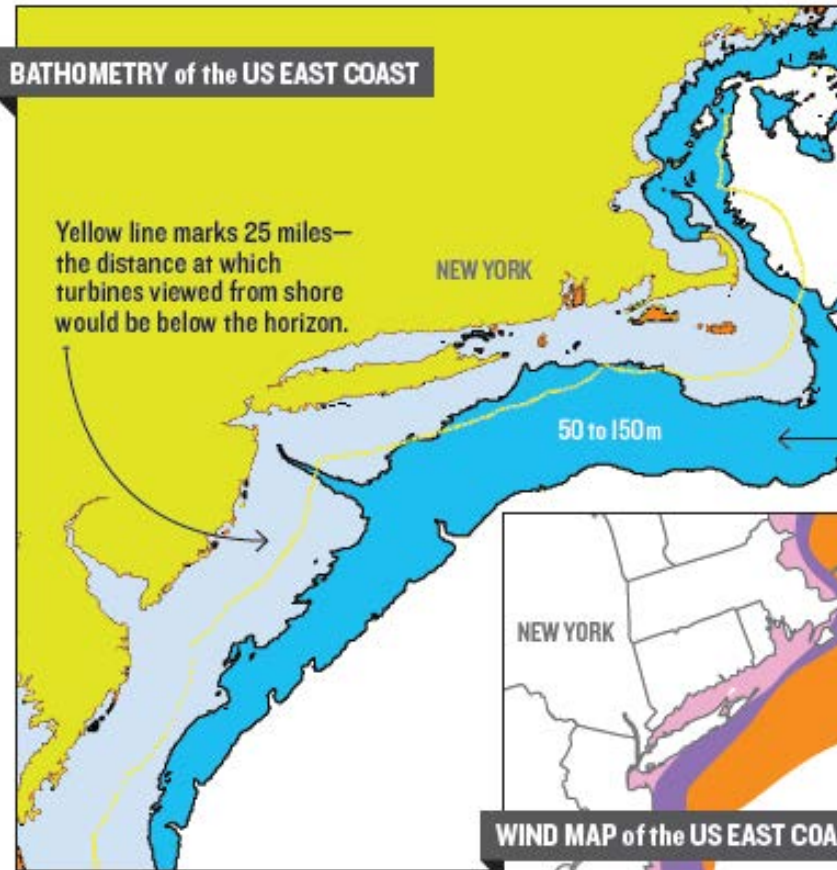 BATHOMETRY of the US EAST COAST
Yellow line marks 25 miles—
the distance at which
turbines viewed from shore
would be below the horizon.
NEW YORK
50 to 150m
NEW YORK
WIND MAP of the US EAST COA